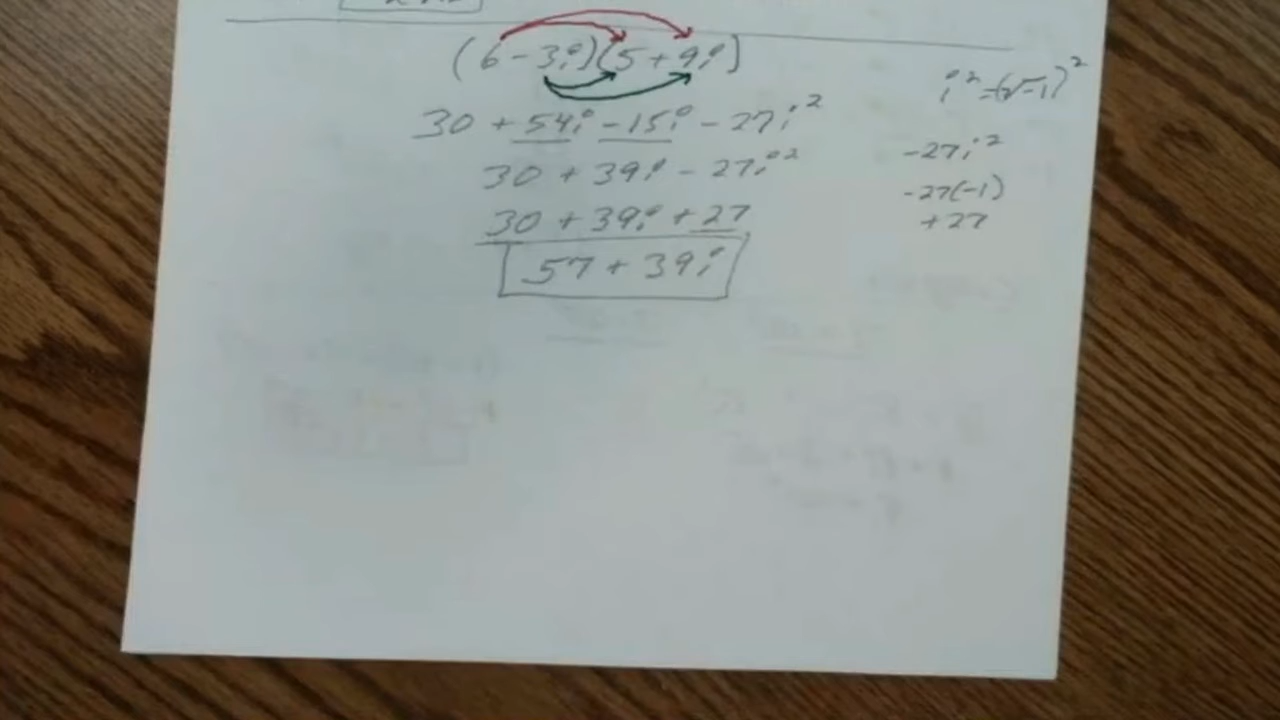 (6-3i)(5+9i)
30 + 54i - 15i - 27i²
30 + 39i - 27i²
30 + 39i + 27
57 + 39i
i² = (√-1)²
-27i²
-27(-1)
+27